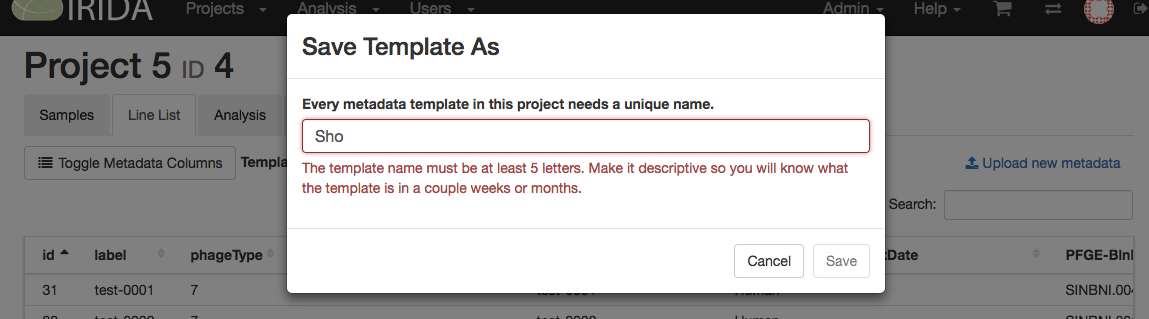 IRIDA Projects Analysis Users Admin Help
Save Template As
Project 5 ID 4
Every metadata template in this project needs a unique name.
Samples Line List Analysis
Sho
Toggle Metadata Columns Templa Upload new metadata
The template name must be at least 5 letters. Make it descriptive so you will know what
the template is in a couple weeks or months.
Search:
id label phageType Date PFGE-BlnI
Cancel Save
31 test-0001 7 SINBNI.00